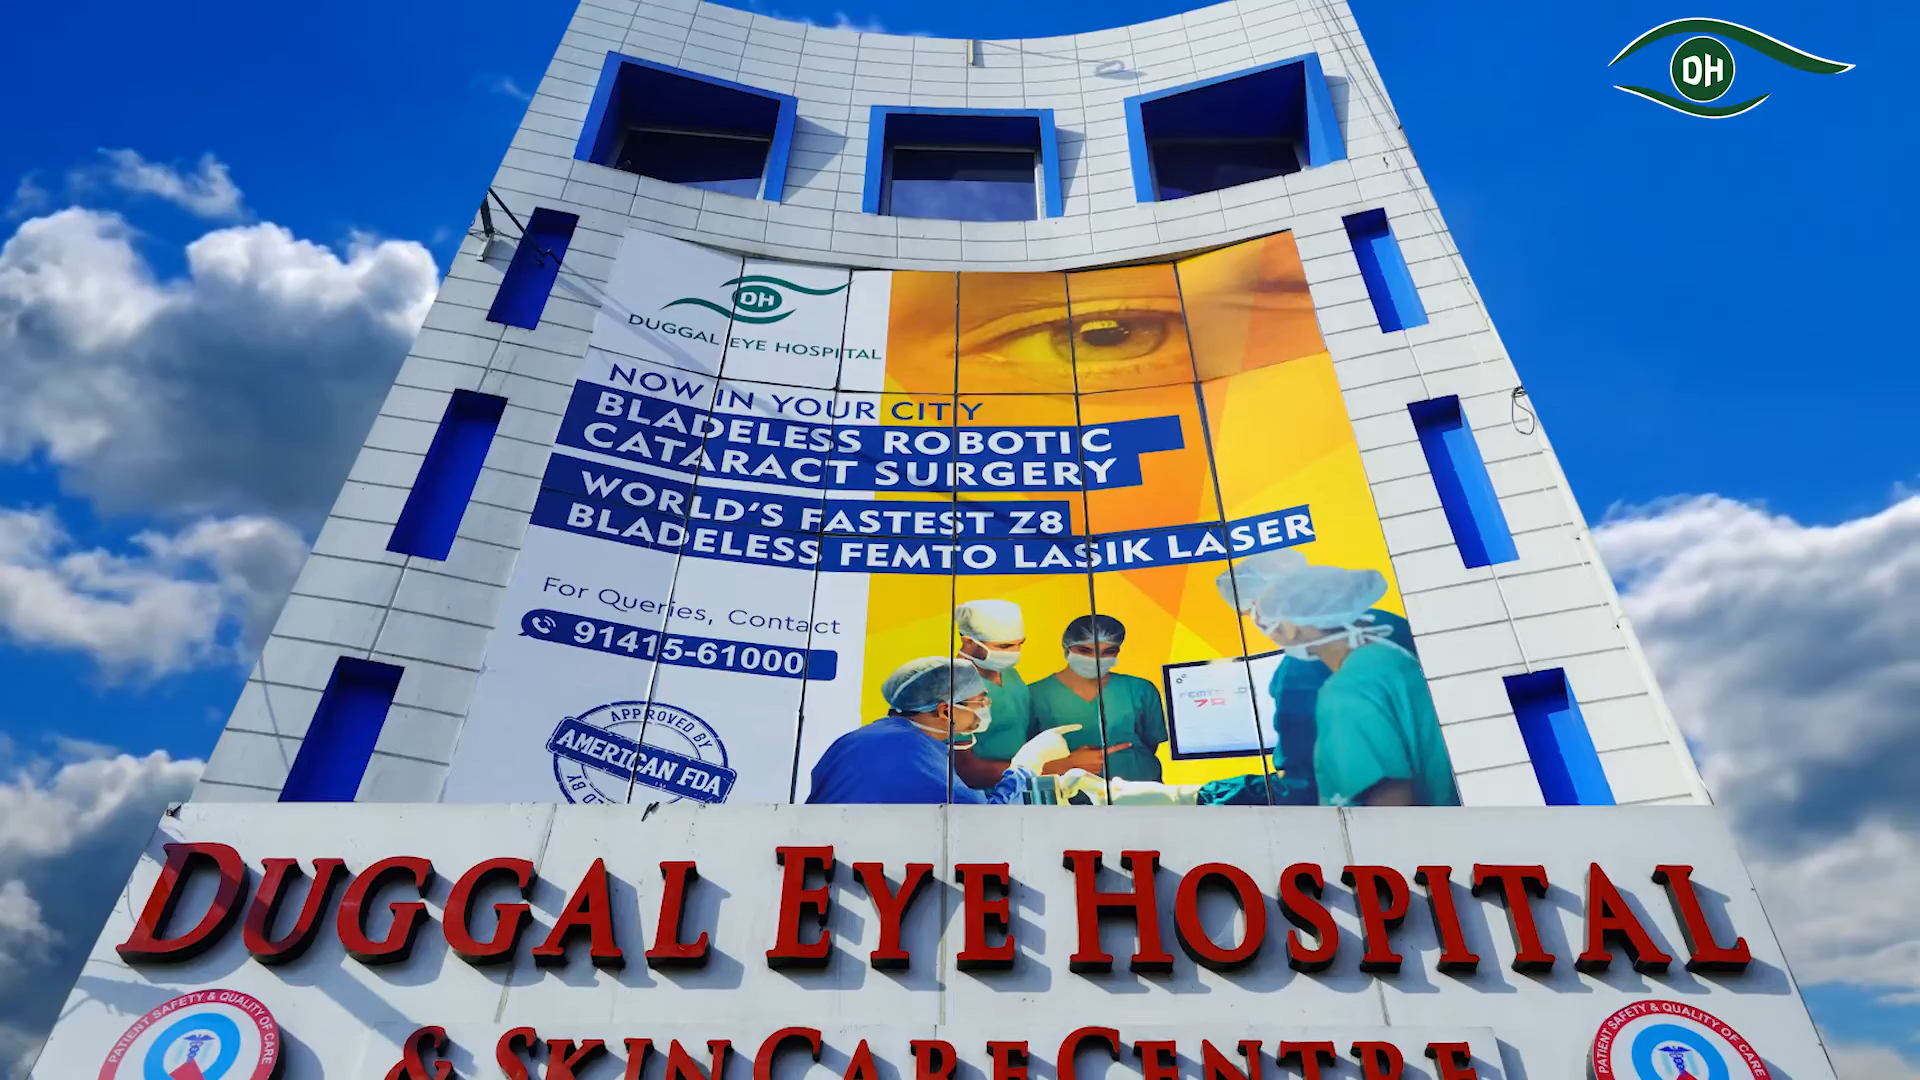 DH
DH
DUGGAL EYE HOSPITAL
NOW IN YOUR CITY
BLADELESS ROBOTIC
CATARACT SURGERY
WORLD'S FASTEST Z8
BLADELESS FEMTO LASIK LASER
For Queries, Contact
91415-61000
APPROVED BY
AMERICAN FDA
DUGGAL EYE HOSPITAL
& SKINCARE CENTRE
PATIENT SAFETY & QUALITY OF CARE
PATIENT SAFETY & QUALITY OF CARE